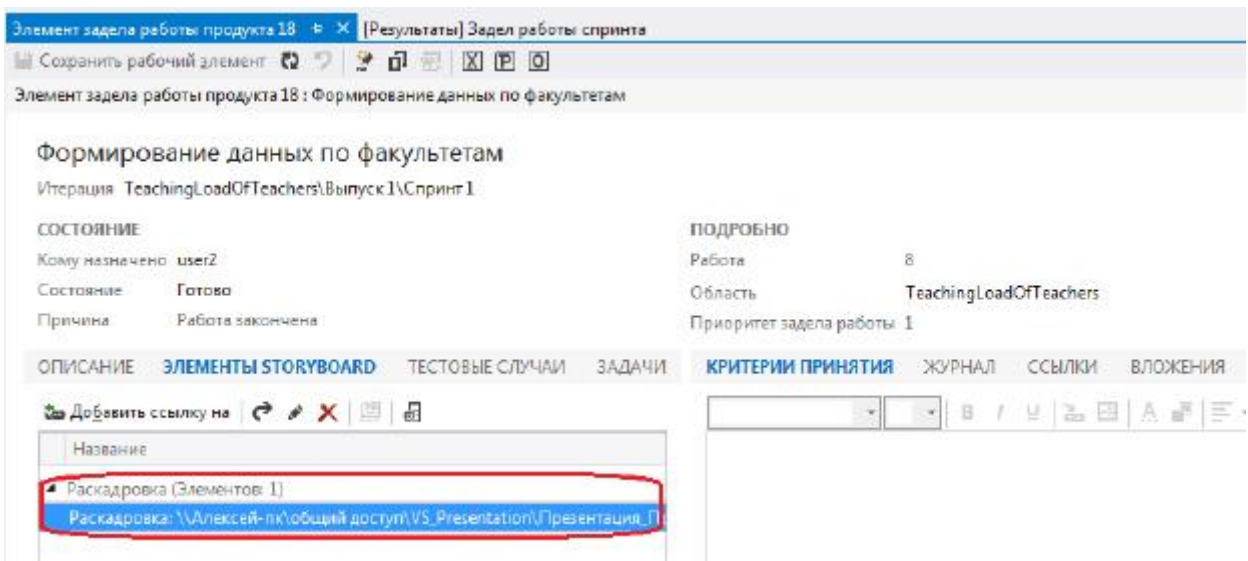 Элемент задела работы продукта 18 [Результаты] Задел работы спринта
Сохранить рабочий элемент
Элемент задела работы продукта 18 : Формирование данных по факультетам
Формирование данных по факультетам
Итерация TeachingLoadOfTeachers\Выпуск 1\Спринт 1
СОСТОЯНИЕ
Кому назначено user2
Состояние Готово
Причина Работа закончена
ПОДРОБНО
Работа 8
Область TeachingLoadOfTeachers
Приоритет задела работы 1
ОПИСАНИЕ ЭЛЕМЕНТЫ STORYBOARD ТЕСТОВЫЕ СЛУЧАИ ЗАДАЧИ
Добавить ссылку на
Название
Раскадровка (Элементов: 1)
Раскадровка: \\Алексей-пк\общий доступ\VS_Presentation\Презентация_П
КРИТЕРИИ ПРИНЯТИЯ ЖУРНАЛ ССЫЛКИ ВЛОЖЕНИЯ
B I U A